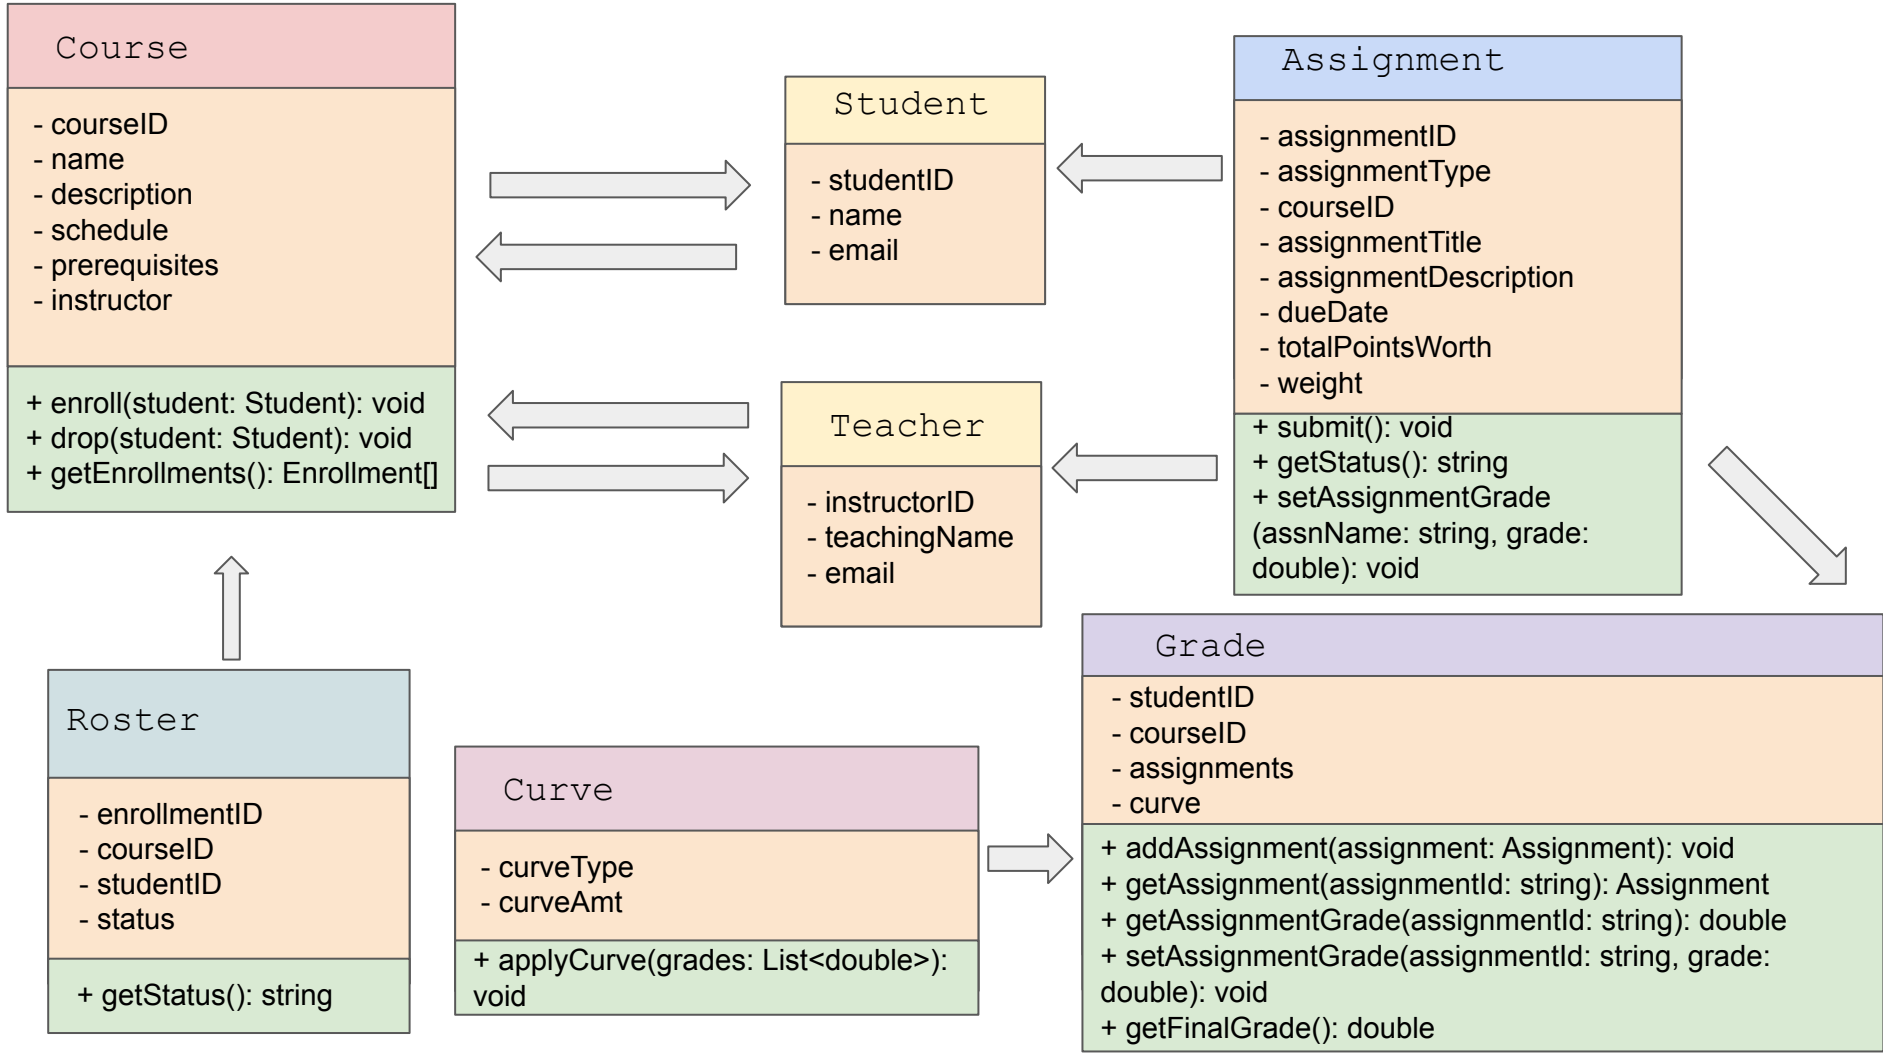 Course
- courseID
- name
- description
- schedule
- prerequisites
- instructor
+ enroll(student: Student): void
+ drop(student: Student): void
+ getEnrollments(): Enrollment[]
Student
- studentID
- name
- email
Assignment
- assignmentID
- assignmentType
- courseID
- assignmentTitle
- assignmentDescription
- dueDate
- totalPointsWorth
- weight
+ submit(): void
+ getStatus(): string
+ setAssignmentGrade
(assnName: string, grade:
double): void
Teacher
- instructorID
- teachingName
- email
Roster
- enrollmentID
- courseID
- studentID
- status
+ getStatus(): string
Curve
- curveType
- curveAmt
+ applyCurve(grades: List<double>):
void
Grade
- studentID
- courseID
- assignments
- curve
+ addAssignment(assignment: Assignment): void
+ getAssignment(assignmentId: string): Assignment
+ getAssignmentGrade(assignmentId: string): double
+ setAssignmentGrade(assignmentId: string, grade:
double): void
+ getFinalGrade(): double